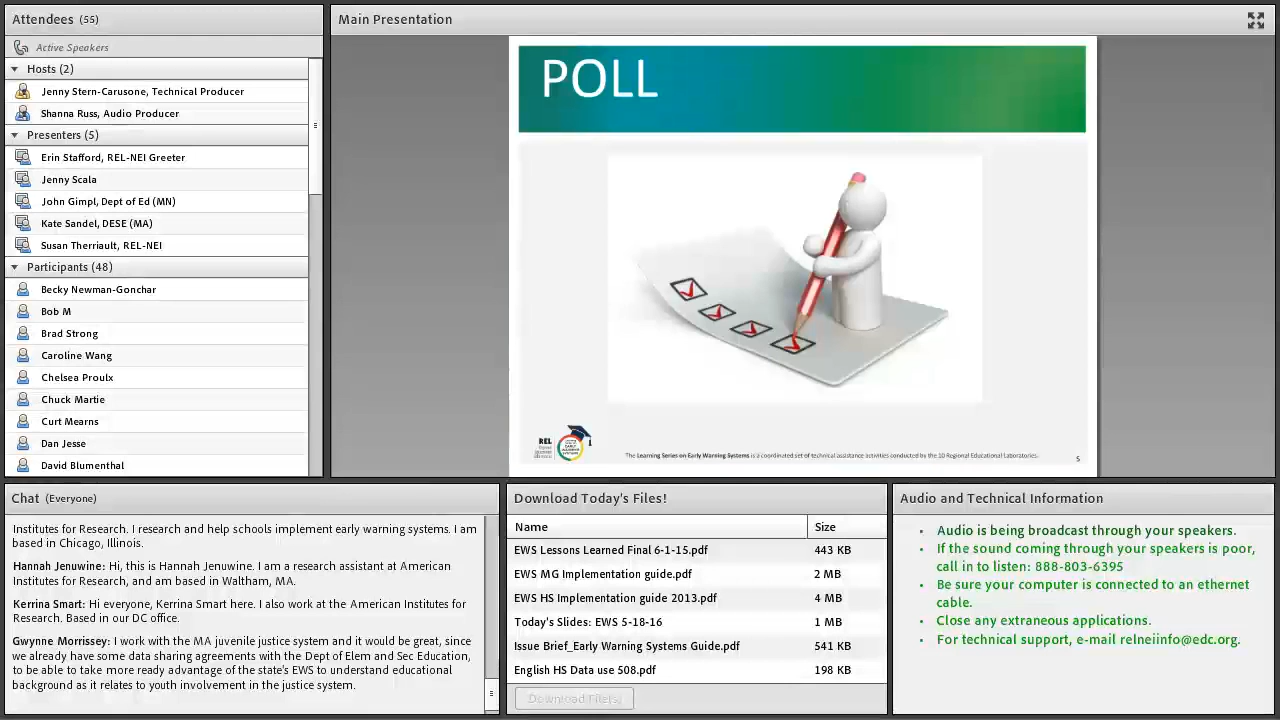 Attendees (55)
Active Speakers
Hosts (2)
Jenny Stern-Carusone, Technical Producer
Shanna Russ, Audio Producer
Presenters (5)
Erin Stafford, REL-NEI Greeter
Jenny Scala
John Gimpl, Dept of Ed (MN)
Kate Sandel, DESE (MA)
Susan Therriault, REL-NEI
Participants (48)
Becky Newman-Gonchar
Bob M
Brad Strong
Caroline Wang
Chelsea Proulx
Chuck Martie
Curt Mearns
Dan Jesse
David Blumenthal
Main Presentation
POLL
REL
The Learning Series on Early Warning Systems is a coordinated set of technical assistance activities conducted by the 10 Regional Educational Laboratories.
5
Chat (Everyone)
Institutes for Research. I research and help schools implement early warning systems. I am
based in Chicago, Illinois.
Hannah Jenuwine: Hi, this is Hannah Jenuwine. I am a research assistant at American
Institutes for Research, and am based in Waltham, MA.
Kerrina Smart: Hi everyone, Kerrina Smart here. I also work at the American Institutes for
Research. Based in our DC office.
Gwynne Morrissey: I work with the MA juvenile justice system and it would be great, since
we already have some data sharing agreements with the Dept of Elem and Sec Education,
to be able to take more ready advantage of the state's EWS to understand educational
background as it relates to youth involvement in the justice system.
Download Today's Files!
Name Size
EWS Lessons Learned Final 6-1-15.pdf 443 KB
EWS MG Implementation guide.pdf 2 MB
EWS HS Implementation guide 2013.pdf 4 MB
Today's Slides: EWS 5-18-16 1 MB
Issue Brief_Early Warning Systems Guide.pdf 541 KB
English HS Data use 508.pdf 198 KB
Download File(s)
Audio and Technical Information
• Audio is being broadcast through your speakers.
• If the sound coming through your speakers is poor,
call in to listen: 888-803-6395
• Be sure your computer is connected to an ethernet
cable.
• Close any extraneous applications.
• For technical support, e-mail relneiinfo@edc.org.